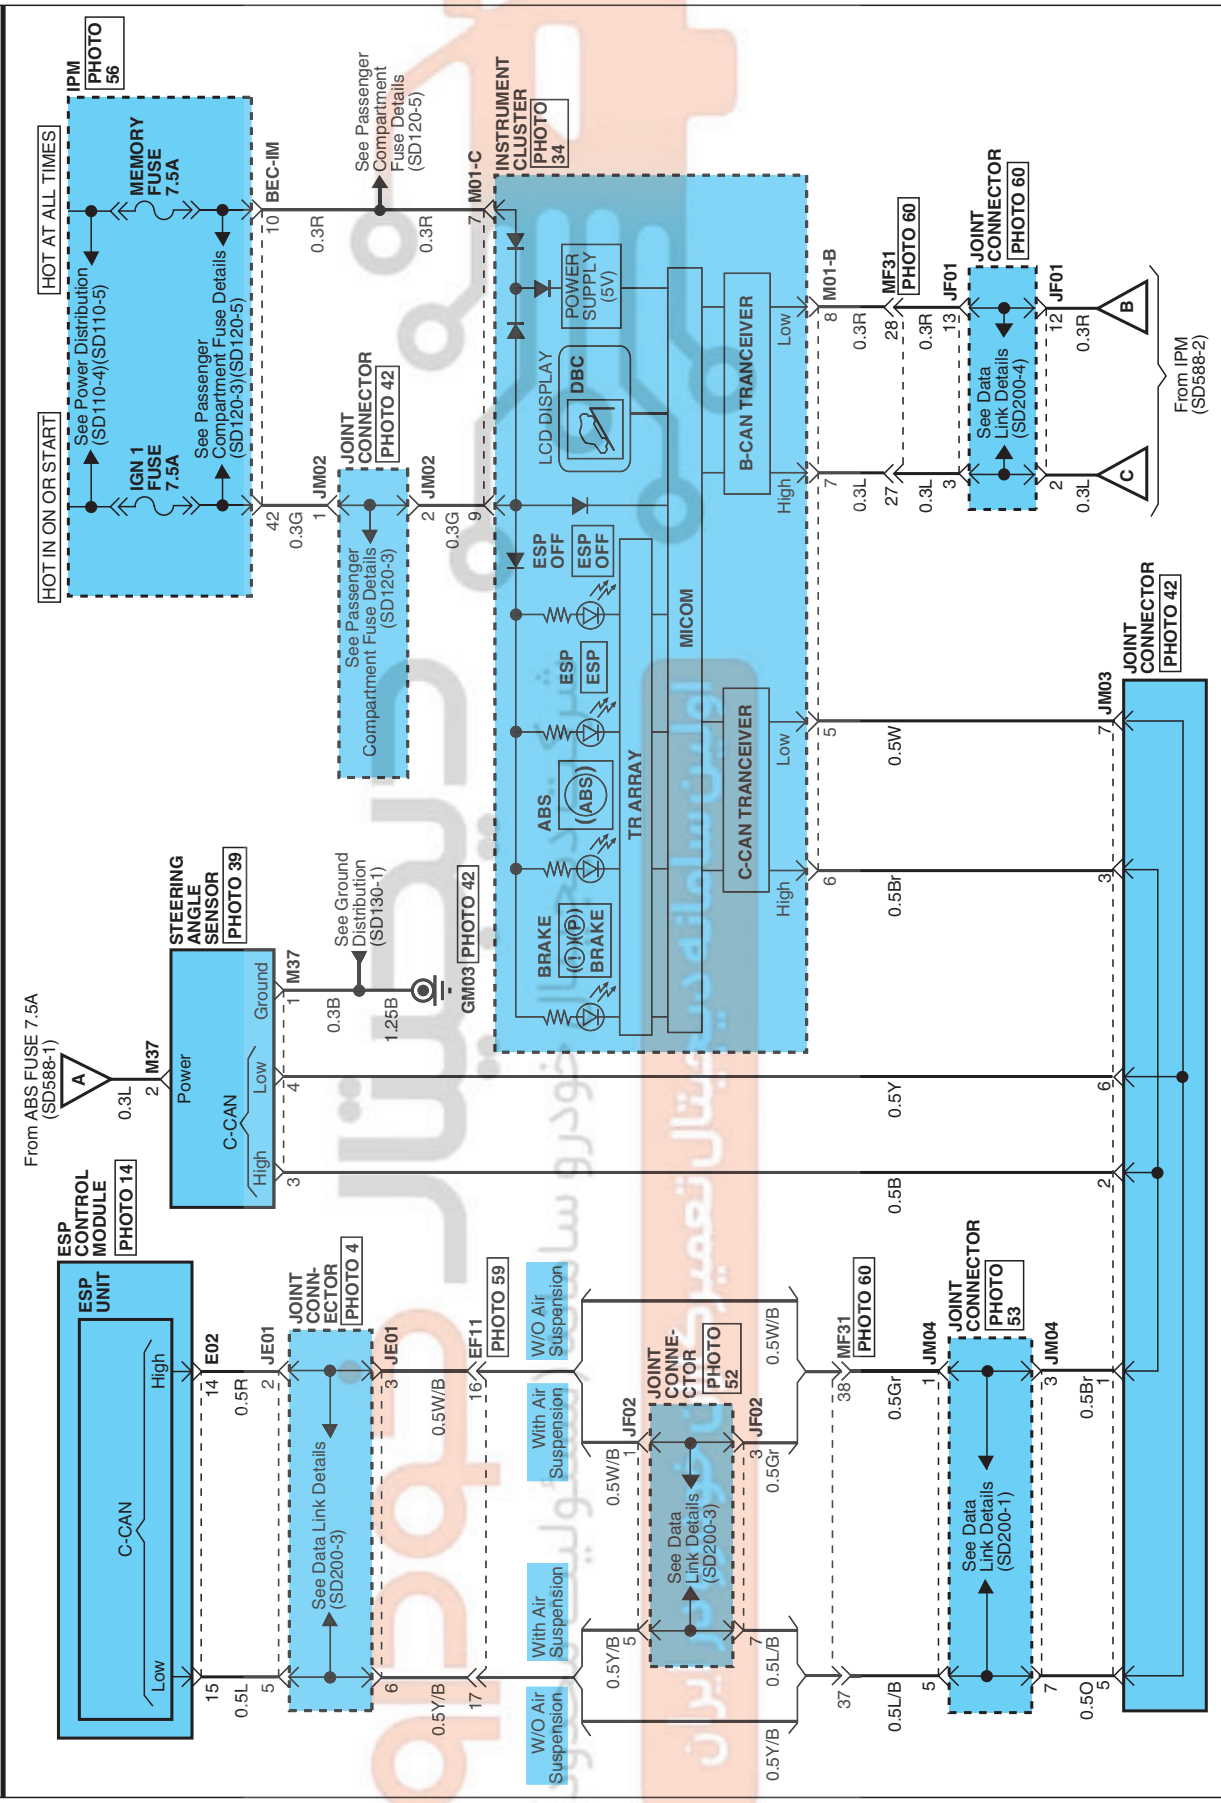 From ABS FUSE 7.5A
(SD588-1)
HOT IN ON OR START
HOT AT ALL TIMES
ESP
CONTROL
MODULE
PHOTO 14
ESP
UNIT
C-CAN
Low
High
E02
15
14
0.5L
0.5R
JE01
5
2
JOINT
CONN-
ECTOR
PHOTO 4
See Data Link Details
(SD200-3)
JE01
6
3
0.5Y/B
0.5W/B
EF11
PHOTO 59
17
16
W/O Air
Suspension
With Air
Suspension
With Air
Suspension
W/O Air
Suspension
0.5Y/B
0.5W/B
5
1
JF02
JOINT
CONNE-
CTOR
PHOTO
52
See Data
Link Details
(SD200-3)
7
3
JF02
0.5Y/B
0.5L/B
0.5Gr
0.5W/B
37
38
MF31
PHOTO 60
0.5L/B
0.5Gr
5
1
JM04
JOINT
CONNECTOR
PHOTO
53
See Data
Link Details
(SD200-1)
7
3
JM04
0.5O
0.5Br
5
1
A
0.3L
2
M37
STEERING
ANGLE
SENSOR
PHOTO 39
Power
C-CAN
High
Low
Ground
3
4
1
M37
0.3B
See Ground
Distribution
(SD130-1)
1.25B
GM03
PHOTO 42
0.5B
0.5Y
2
6
IPM
PHOTO
56
See Power Distribution
(SD110-4)(SD110-5)
IGN 1
FUSE
7.5A
MEMORY
FUSE
7.5A
See Passenger
Compartment Fuse Details
(SD120-3)(SD120-5)
42
10
BEC-IM
0.3G
0.3R
1
JM02
JOINT
CONNECTOR
PHOTO 42
See Passenger
Compartment Fuse Details
(SD120-3)
2
JM02
0.3G
See Passenger
Compartment
Fuse Details
(SD120-5)
0.3R
9
7
M01-C
INSTRUMENT
CLUSTER
PHOTO
34
BRAKE
(!)(P)
BRAKE
ABS
(ABS)
ESP
ESP
ESP
OFF
ESP
OFF
LCD DISPLAY
DBC
POWER
SUPPLY
(5V)
TR ARRAY
MICOM
C-CAN TRANCEIVER
B-CAN TRANCEIVER
High
Low
High
Low
6
5
7
8
M01-B
0.5Br
0.5W
0.3L
0.3R
27
28
MF31
PHOTO 60
0.3L
0.3R
3
13
JF01
JOINT
CONNECTOR
PHOTO 60
See Data
Link Details
(SD200-4)
2
12
JF01
0.3L
0.3R
C
B
From IPM
(SD588-2)
3
7
JM03
JOINT
CONNECTOR
PHOTO 42
اولین سامانه دیجیتال تعمیرکاران خودرو در ایران